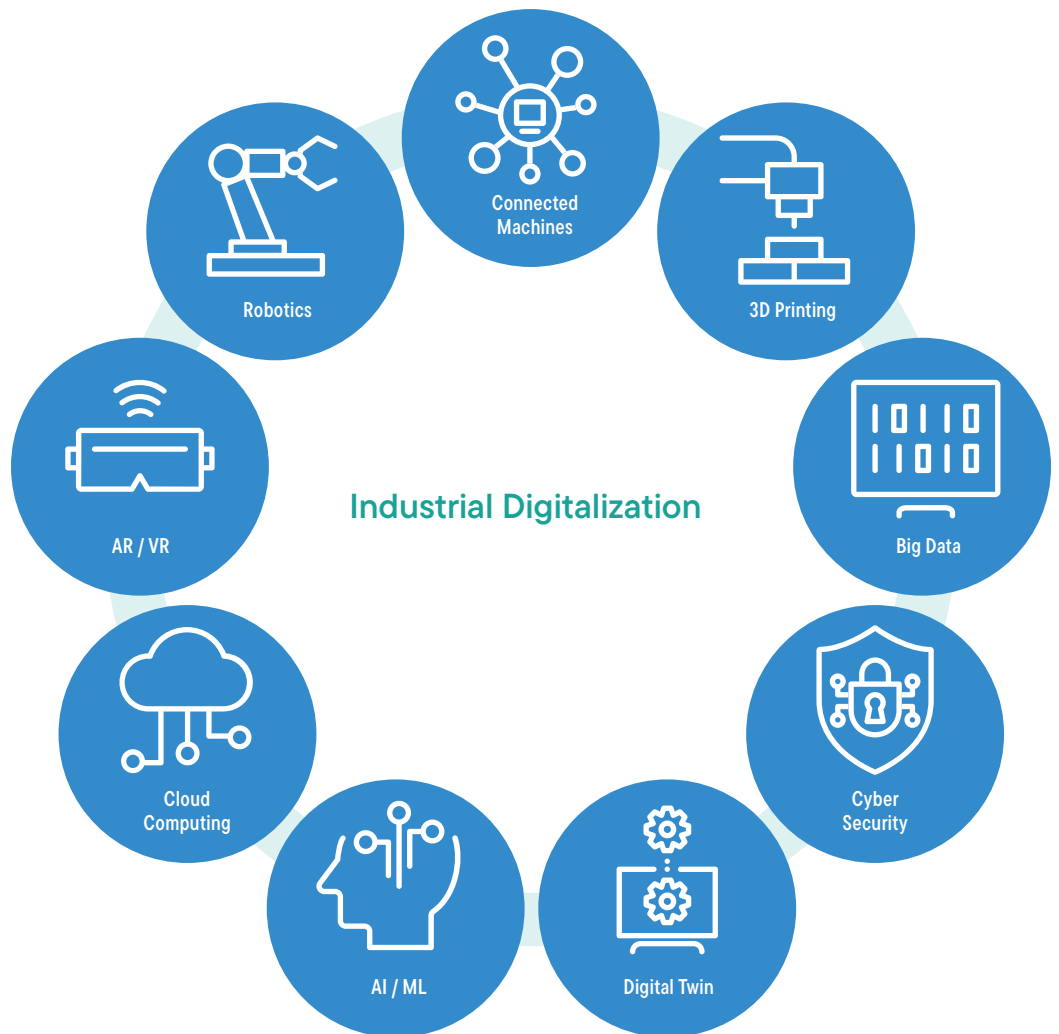 Connected
Machines
3D Printing
Big Data
Cyber
Security
Digital Twin
AI / ML
Cloud
Computing
AR / VR
Robotics
Industrial Digitalization